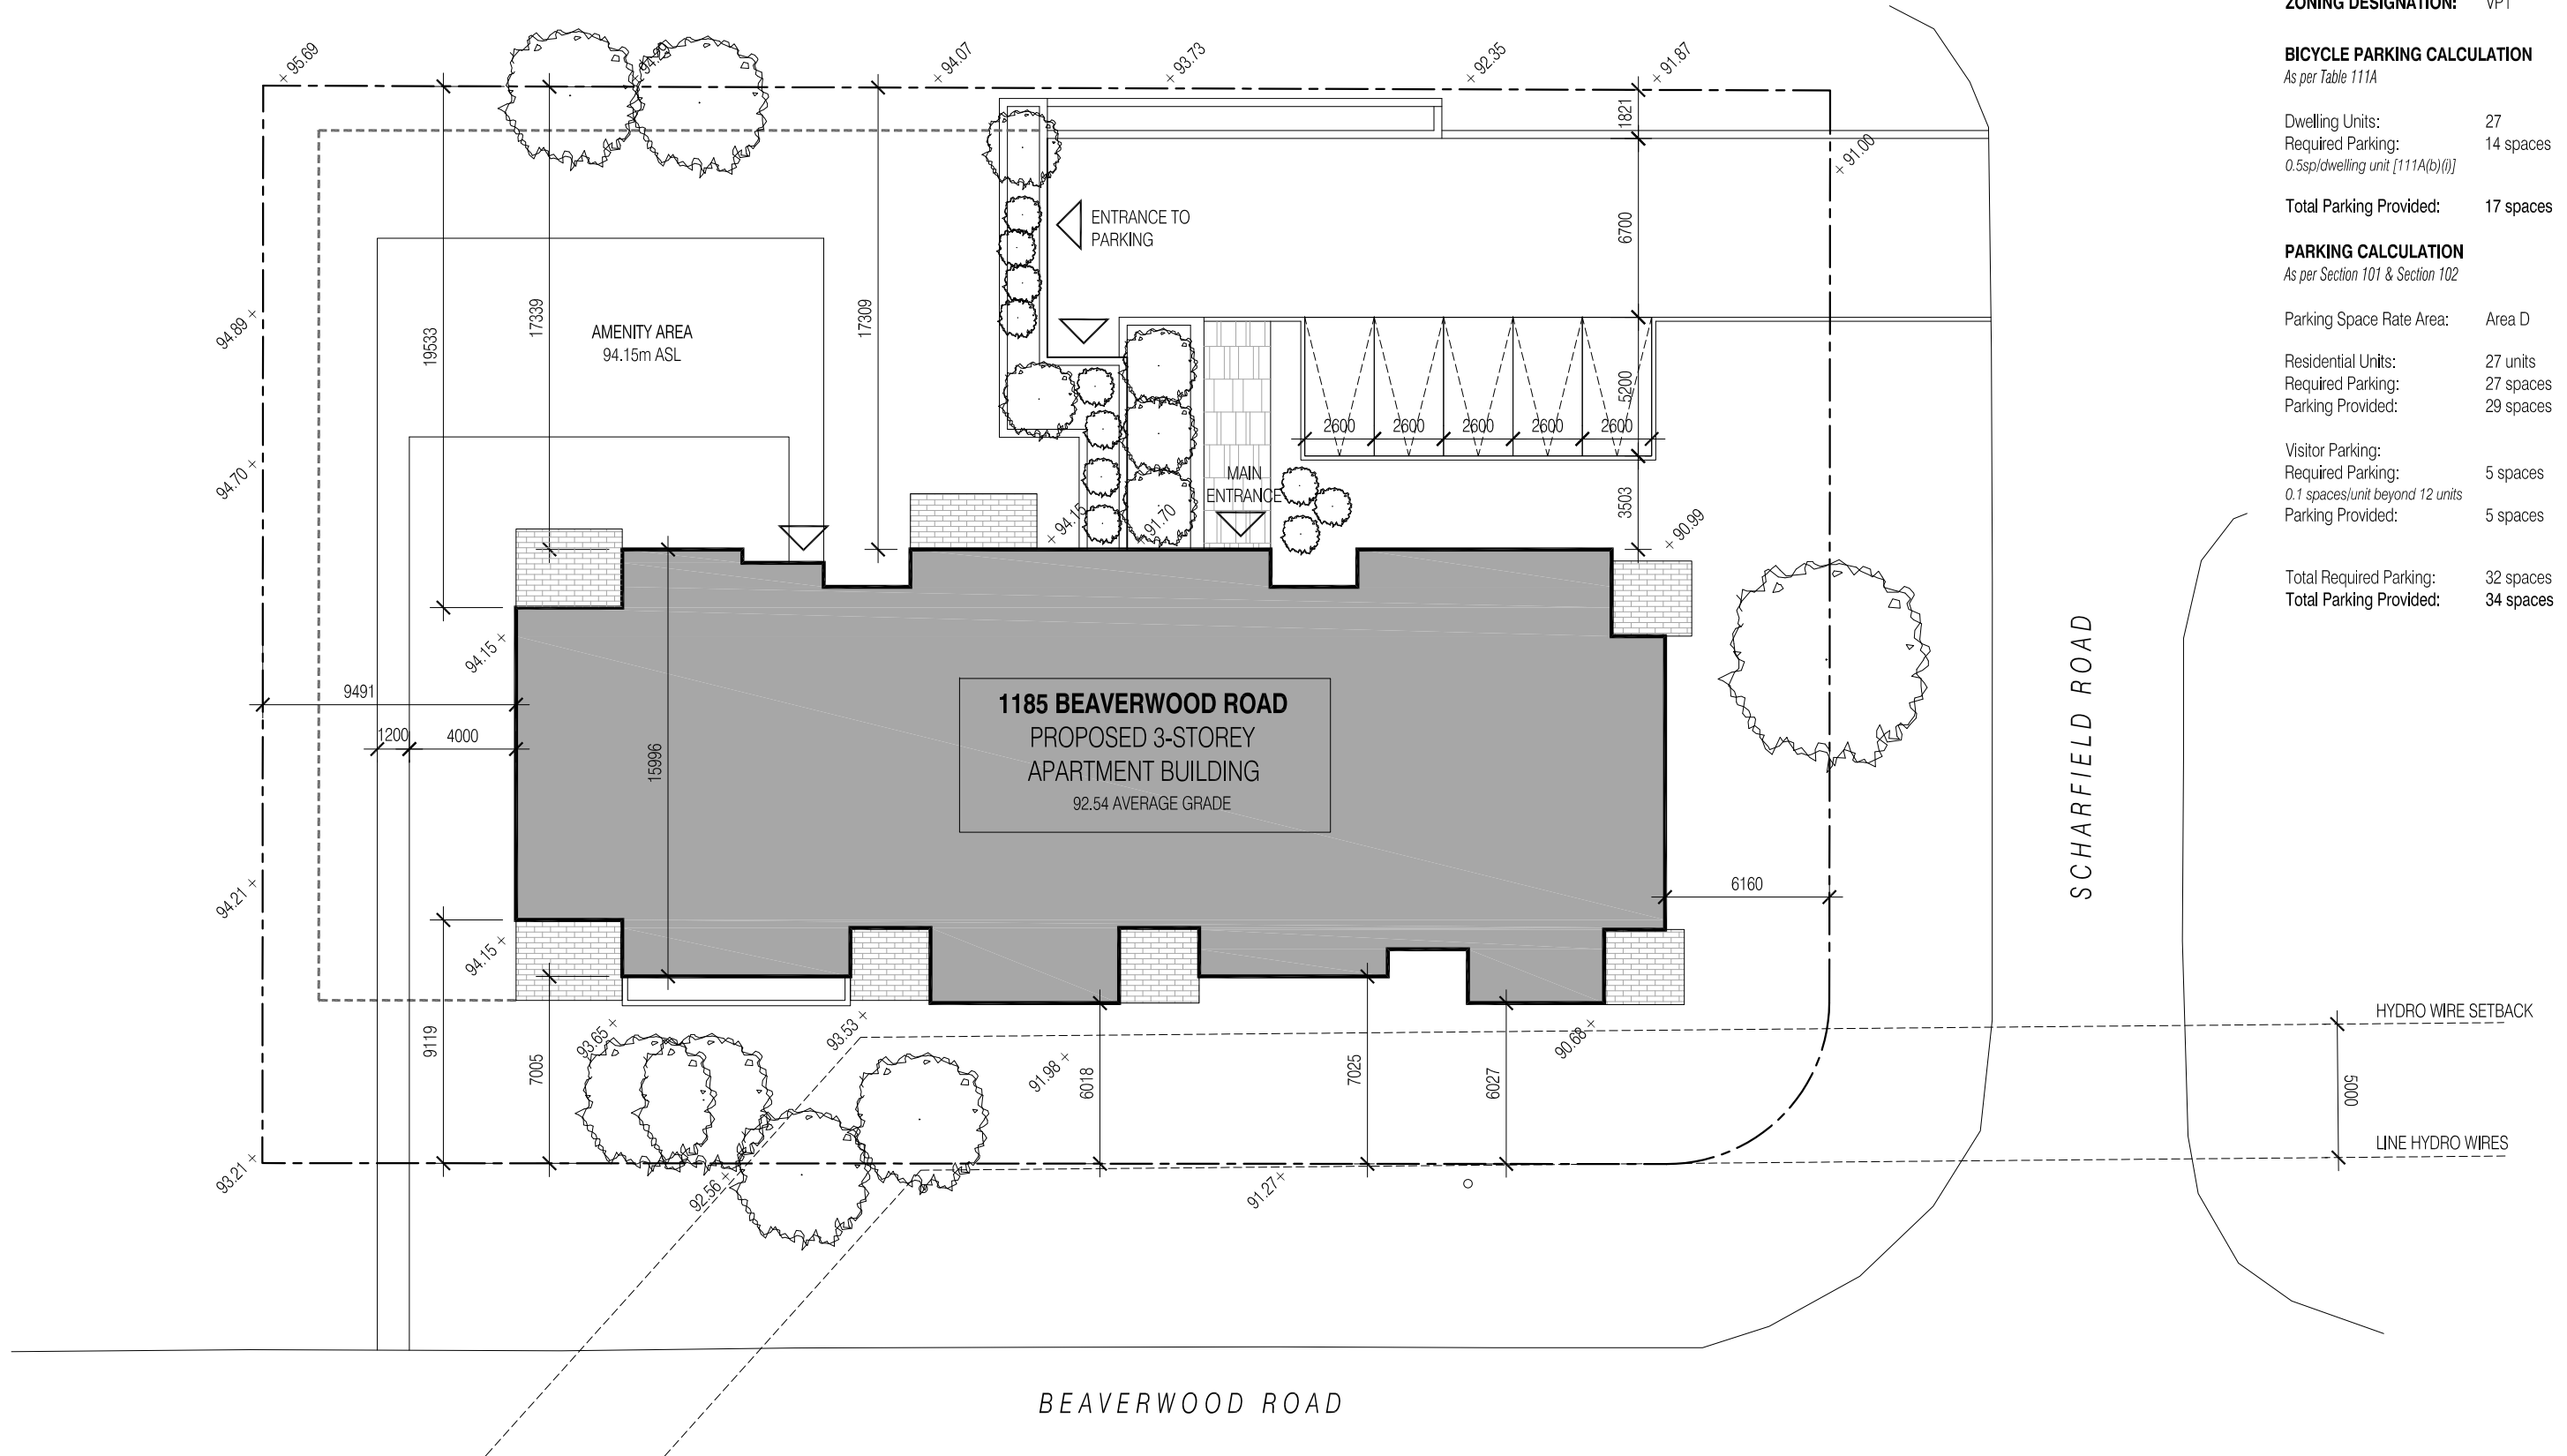 ZONING DESIGNATION: VP1
BICYCLE PARKING CALCULATION
As per Table 111A
Dwelling Units: 27
Required Parking: 14 spaces
0.5sp/dwelling unit [111A(b)(i)]
Total Parking Provided: 17 spaces
PARKING CALCULATION
As per Section 101 & Section 102
Parking Space Rate Area: Area D
Residential Units: 27 units
Required Parking: 27 spaces
Parking Provided: 29 spaces
Visitor Parking:
Required Parking: 5 spaces
0.1 spaces/unit beyond 12 units
Parking Provided: 5 spaces
Total Required Parking: 32 spaces
Total Parking Provided: 34 spaces
+ 95.69
+ 94.07
+ 93.73
+ 92.35
+ 91.87
1821
+ 91.00
ENTRANCE TO
PARKING
6700
94.89 +
19533
17339
17309
AMENITY AREA
94.15m ASL
5200
2600
2600
2600
2600
2600
94.70 +
MAIN
ENTRANCE
3503
+ 94.15
+ 91.70
+ 90.99
94.15 +
9491
1200
4000
15996
1185 BEAVERWOOD ROAD
PROPOSED 3-STOREY
APARTMENT BUILDING
92.54 AVERAGE GRADE
SCHARFIELD ROAD
94.21 +
6160
94.15 +
9119
7005
93.65 +
93.53 +
91.98 +
6018
7025
6027
90.68 +
HYDRO WIRE SETBACK
5000
LINE HYDRO WIRES
93.21 +
92.56 +
91.27+
BEAVERWOOD ROAD